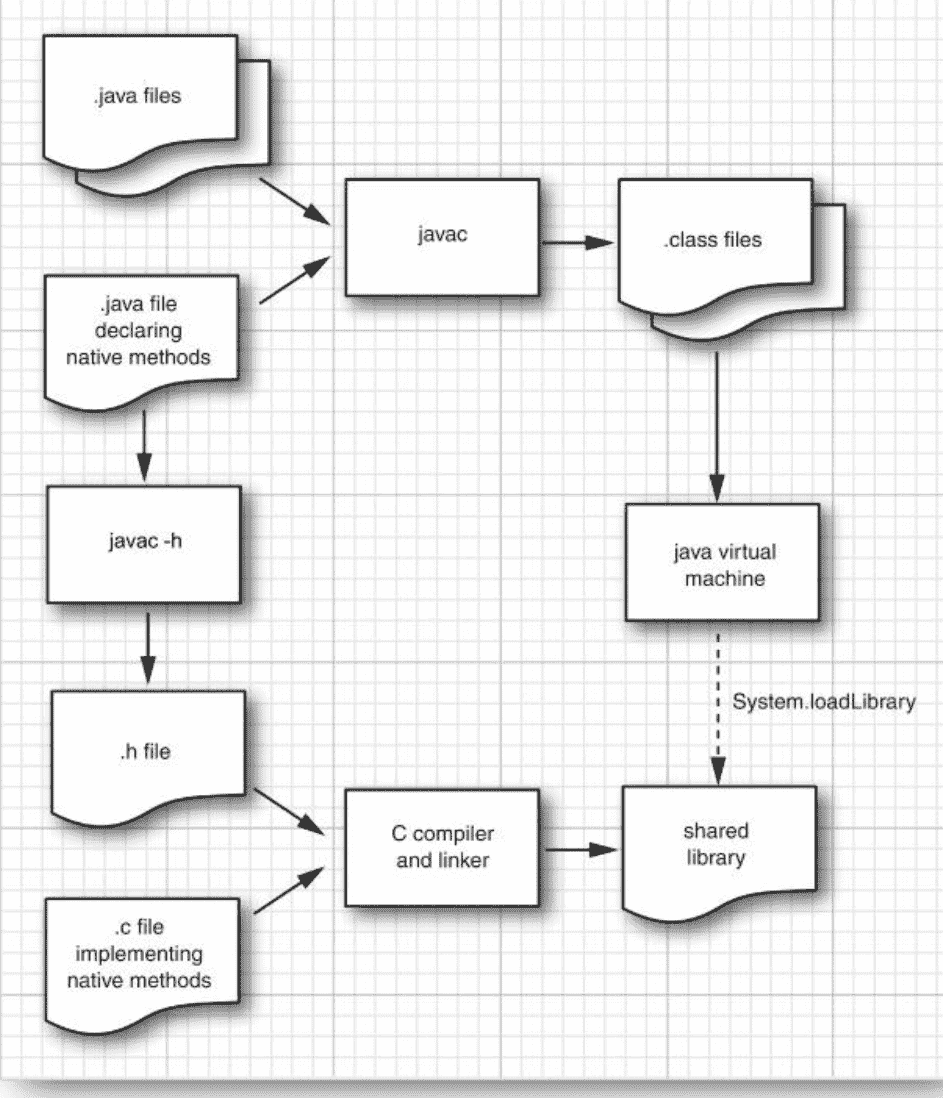 .java files
javac
.class files
.java file
declaring
native methods
javac -h
java virtual
machine
System.loadLibrary
.h file
C compiler
and linker
shared
library
.c file
implementing
native methods